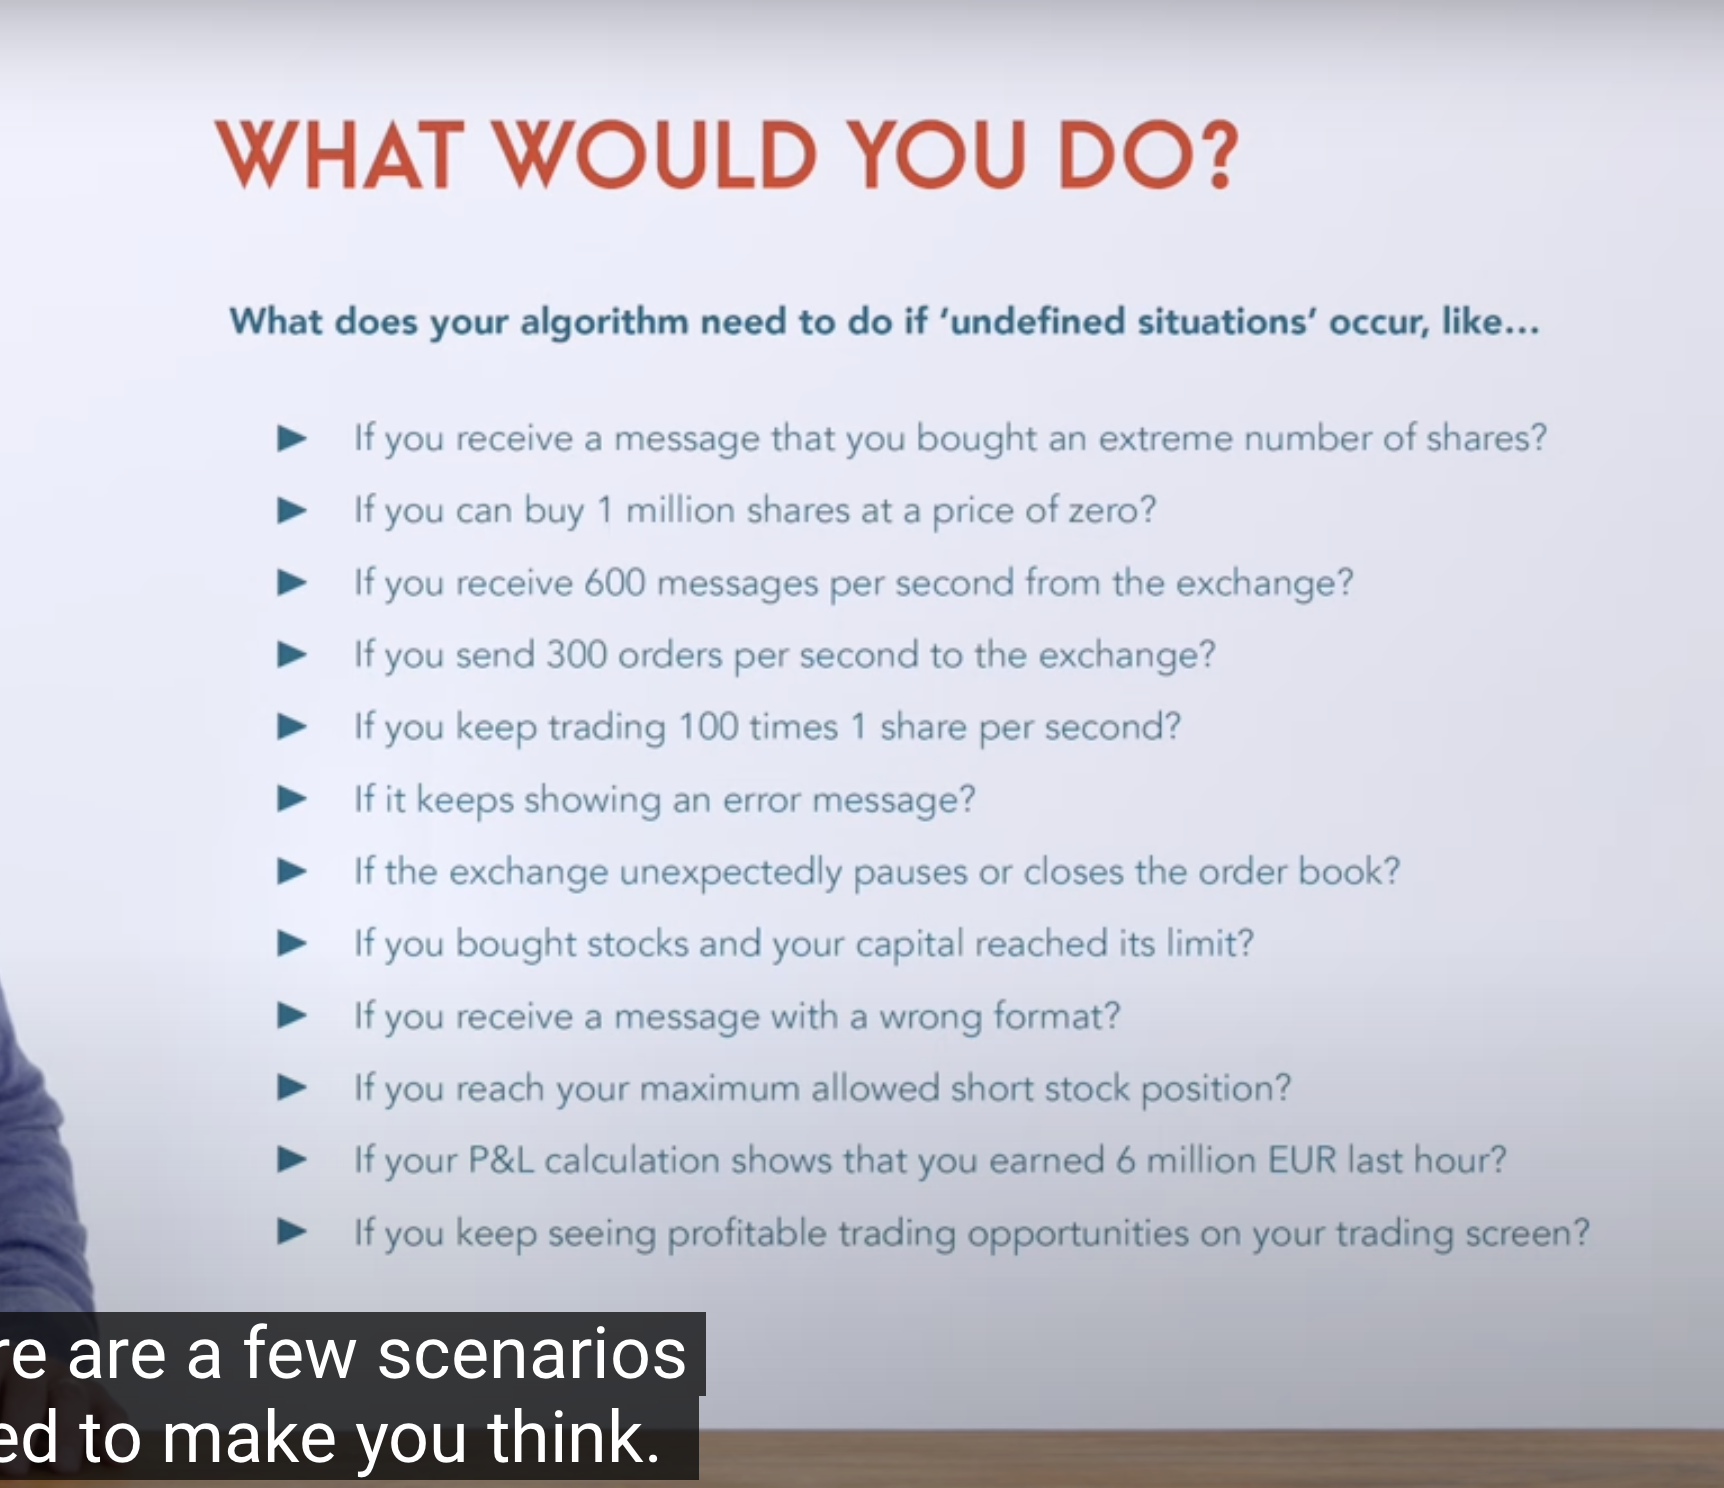 WHAT WOULD YOU DO?
What does your algorithm need to do if ‘undefined situations’ occur, like...
If you receive a message that you bought an extreme number of shares?
If you can buy 1 million shares at a price of zero?
If you receive 600 messages per second from the exchange?
If you send 300 orders per second to the exchange?
If you keep trading 100 times 1 share per second?
If it keeps showing an error message?
If the exchange unexpectedly pauses or closes the order book?
If you bought stocks and your capital reached its limit?
If you receive a message with a wrong format?
If you reach your maximum allowed short stock position?
If your P&L calculation shows that you earned 6 million EUR last hour?
If you keep seeing profitable trading opportunities on your trading screen?
re are a few scenarios
ed to make you think.